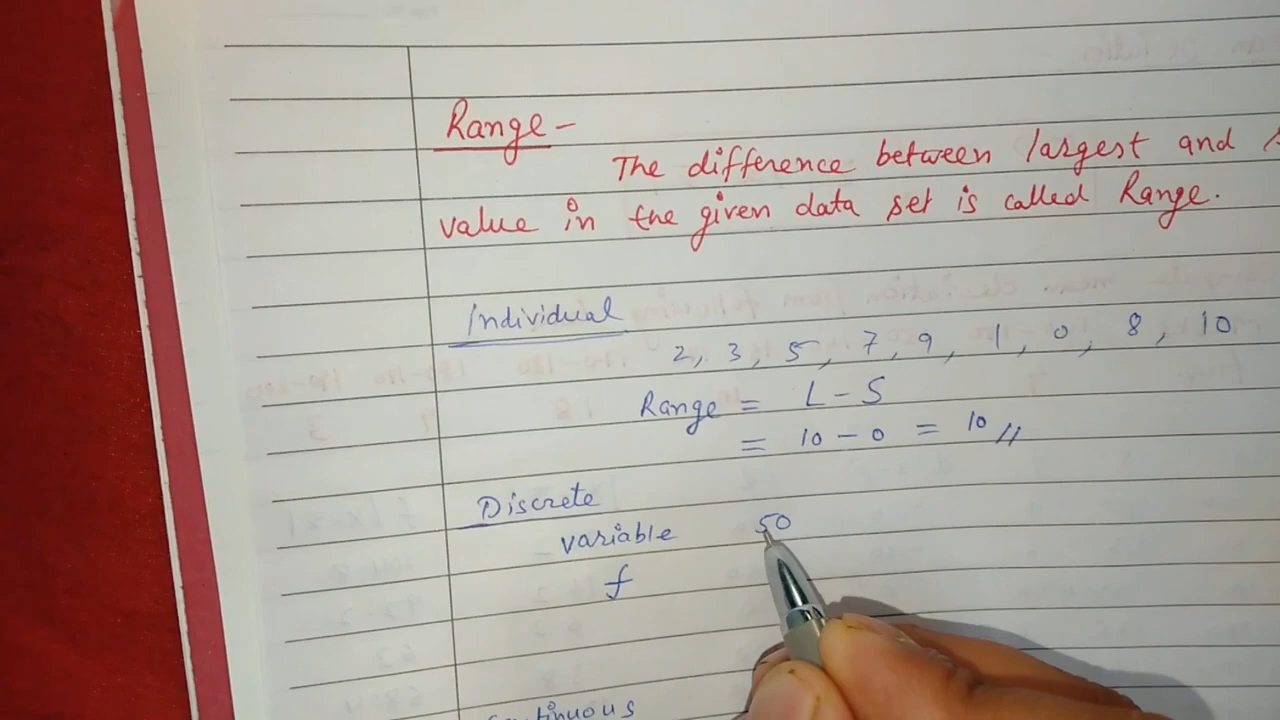 Range -
The difference between largest and
value in the given data set is called Range.
Individual
2, 3, 5, 7, 9, 1, 0, 8, 10
Range = L - S
= 10 - 0 = 10 //
Discrete
variable 50
f